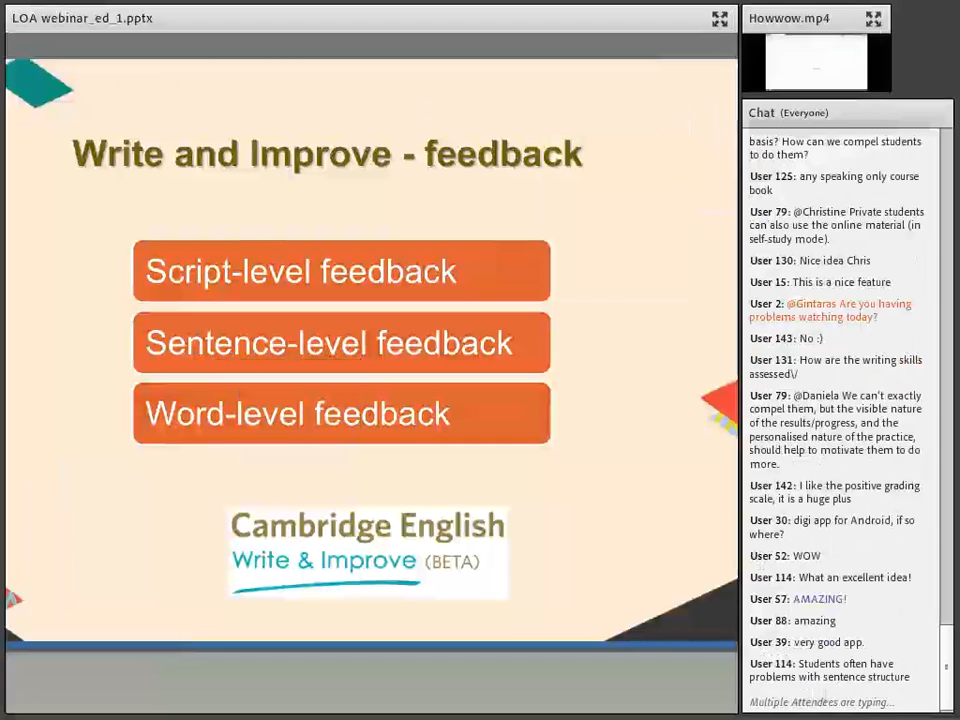 LOA webinar_ed_1.pptx
Write and Improve - feedback
Script-level feedback
Sentence-level feedback
Word-level feedback
Cambridge English
Write & Improve (BETA)
Howwow.mp4
Chat (Everyone)
basis? How can we compel students
to do them?
User 125: any speaking only course
book
User 79: @Christine Private students
can also use the online material (in
self-study mode).
User 130: Nice idea Chris
User 15: This is a nice feature
User 2: @Gintaras Are you having
problems watching today?
User 143: No :)
User 131: How are the writing skills
assessed\/
User 79: @Daniela We can't exactly
compel them, but the visible nature
of the results/progress, and the
personalised nature of the practice,
should help to motivate them to do
more.
User 142: I like the positive grading
scale, it is a huge plus
User 30: digi app for Android, if so
where?
User 52: WOW
User 114: What an excellent idea!
User 57: AMAZING!
User 88: amazing
User 39: very good app.
User 114: Students often have
problems with sentence structure
Multiple Attendees are typing...